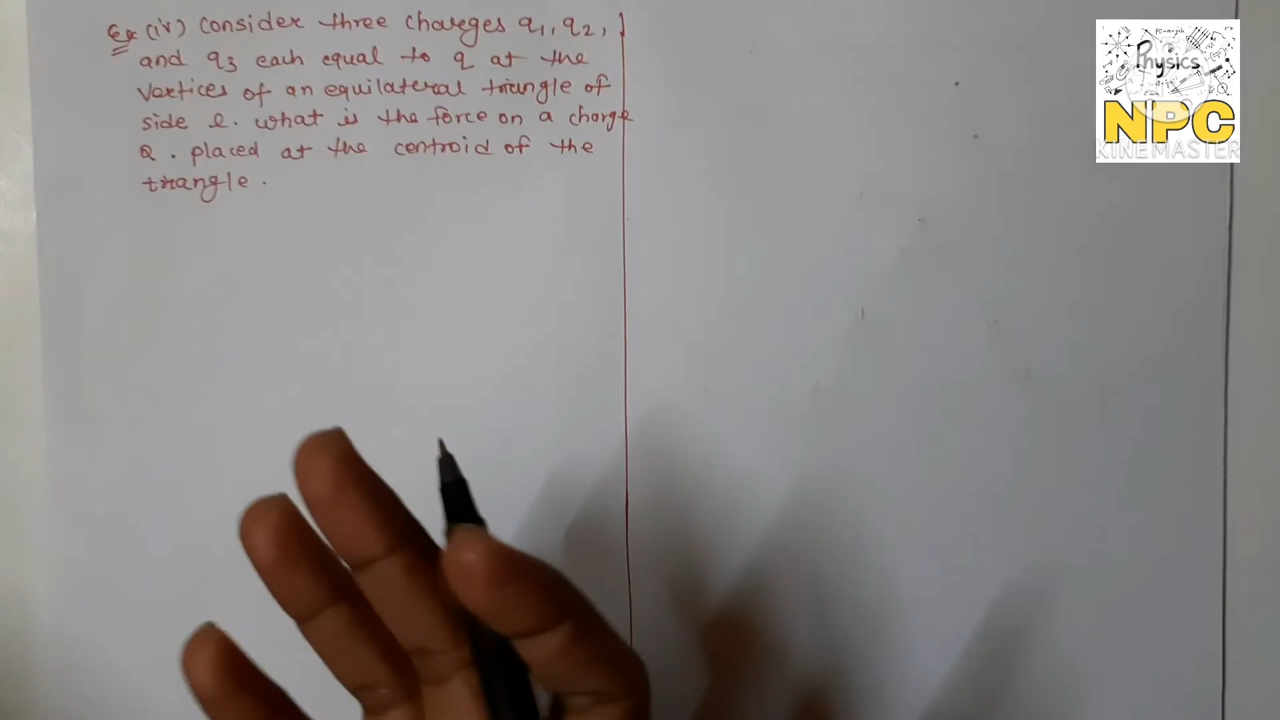 Ex (iv) consider three charges q1, q2,
and q3 each equal to q at the
vertices of an equilateral triangle of
side l. what is the force on a charge
Q . placed at the centroid of the
triangle .
Physics
NPC
KINEMASTER